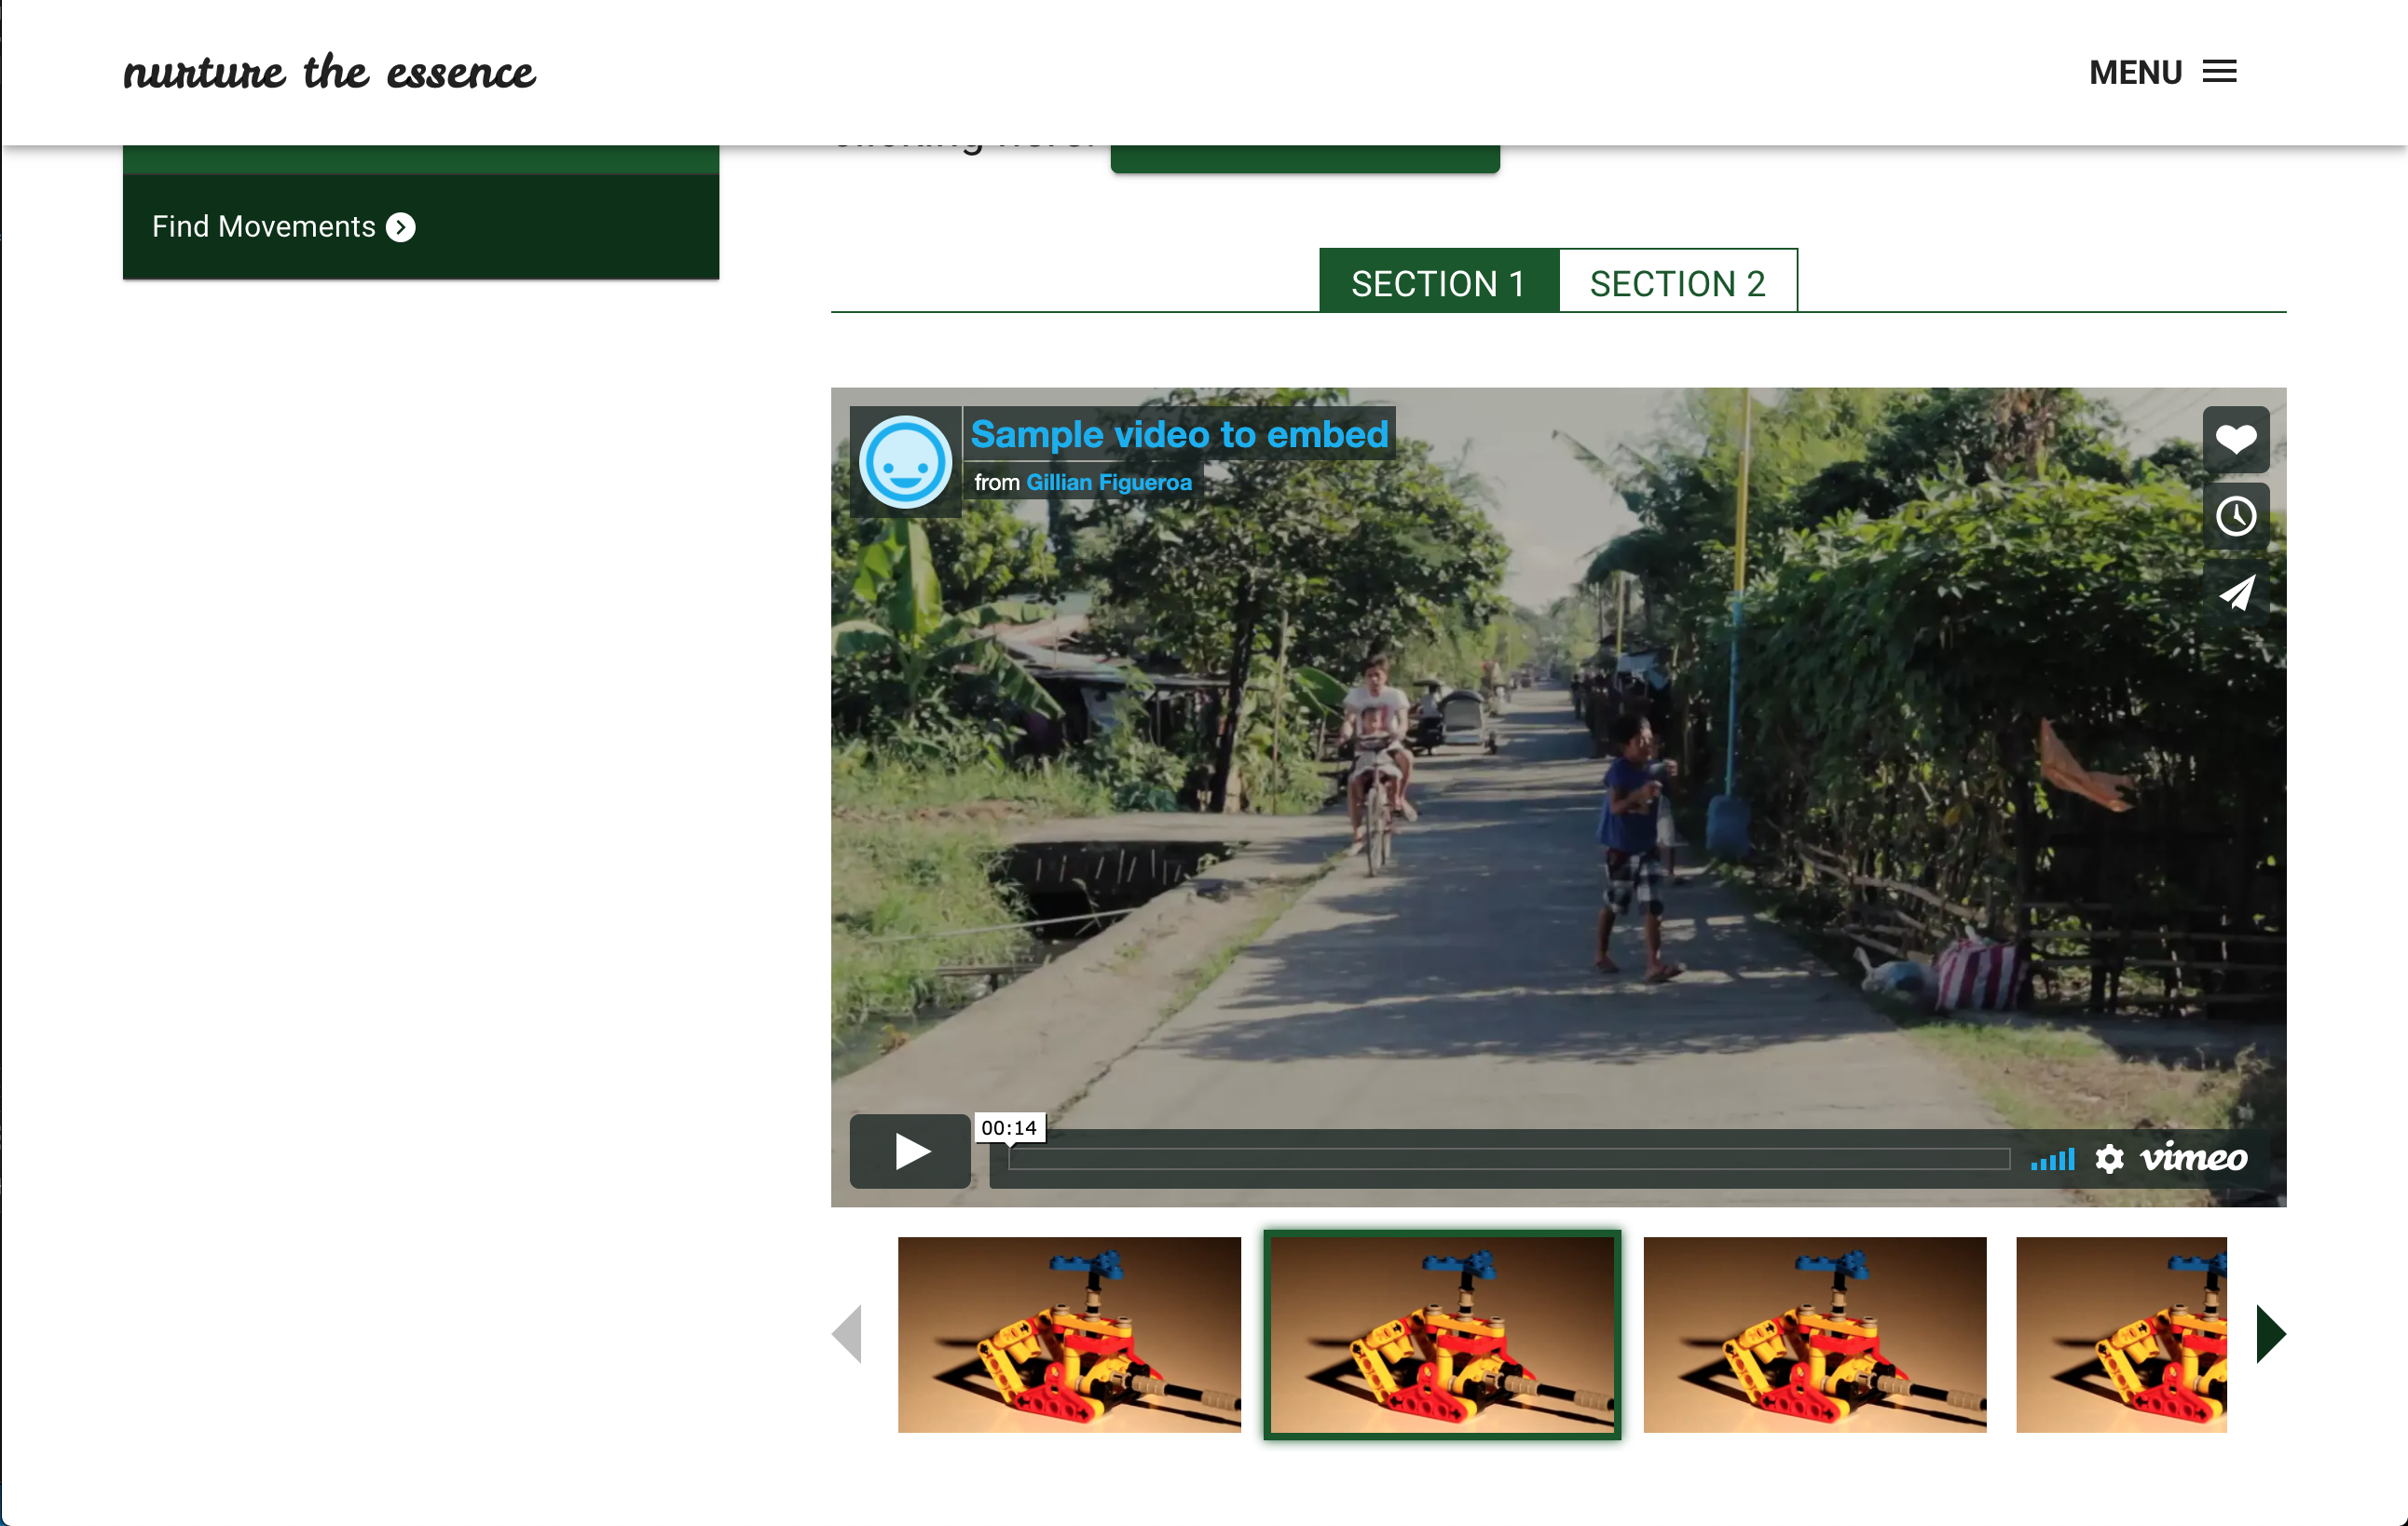 nurture the essence
MENU
Find Movements
SECTION 1
SECTION 2
Sample video to embed
from Gillian Figueroa
00:14
vimeo